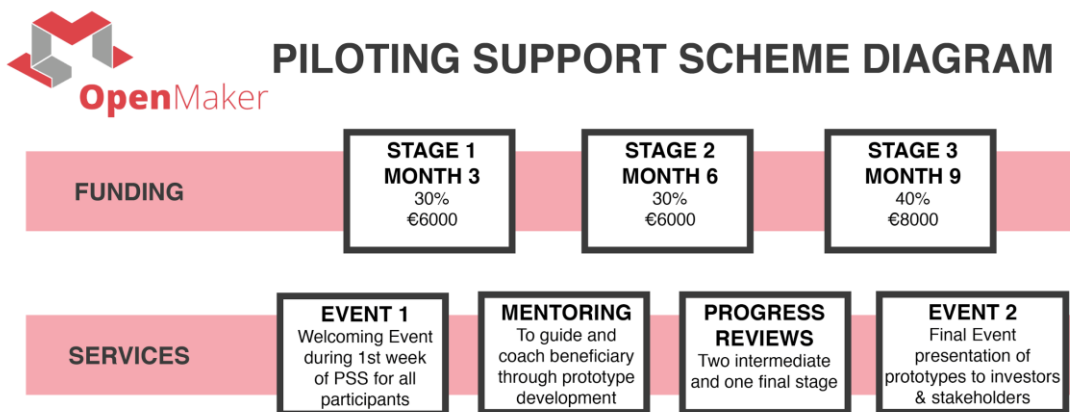 PILOTING SUPPORT SCHEME DIAGRAM
OpenMaker
FUNDING
STAGE 1
MONTH 3
30%
€6000
STAGE 2
MONTH 6
30%
€6000
STAGE 3
MONTH 9
40%
€8000
SERVICES
EVENT 1
Welcoming Event
during 1st week
of PSS for all
participants
MENTORING
To guide and
coach beneficiary
through prototype
development
PROGRESS
REVIEWS
Two intermediate
and one final stage
EVENT 2
Final Event
presentation of
prototypes to investors
& stakeholders